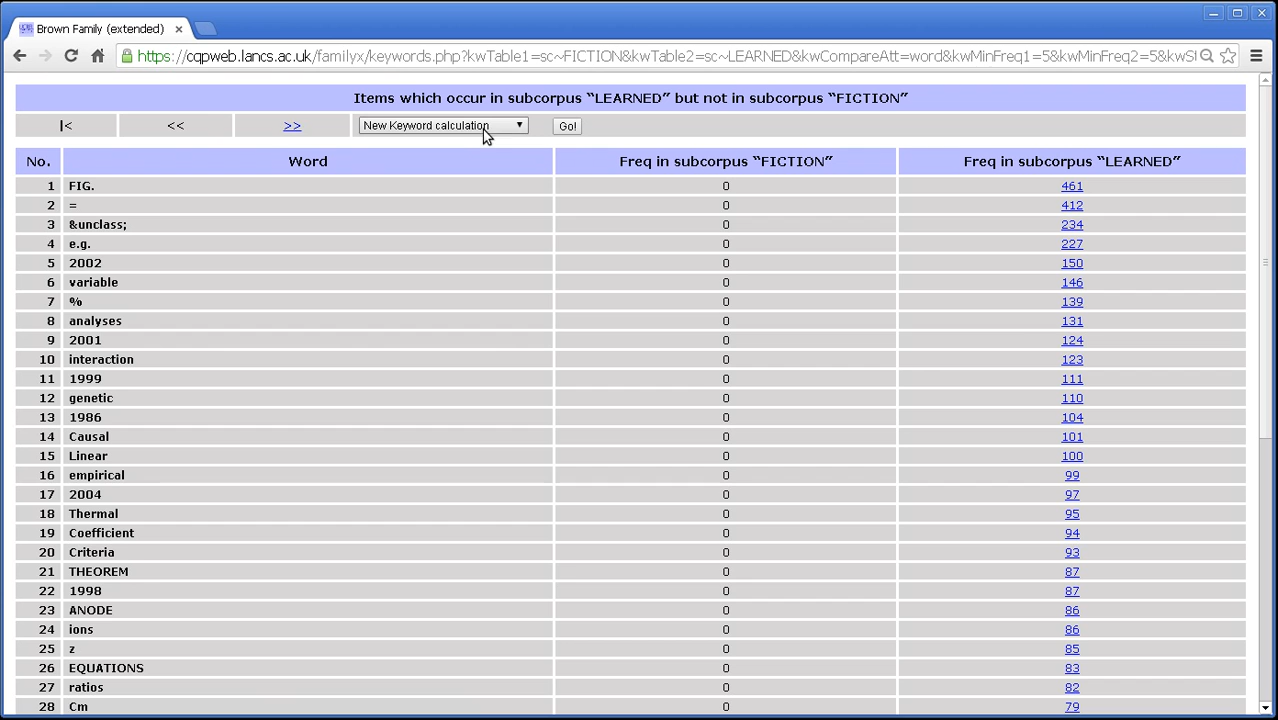 Brown Family (extended)
https://cqpweb.lancs.ac.uk/familyx/keywords.php?kwTable1=sc~FICTION&kwTable2=sc~LEARNED&kwCompareAtt=word&kwMinFreq1=5&kwMinFreq2=5&kwSt
Items which occur in subcorpus “LEARNED” but not in subcorpus “FICTION”
|< << >> New Keyword calculation Go!
No. Word Freq in subcorpus “FICTION” Freq in subcorpus “LEARNED”
1 FIG. 0 461
2 = 0 412
3 &unclass; 0 234
4 e.g. 0 227
5 2002 0 150
6 variable 0 146
7 % 0 139
8 analyses 0 131
9 2001 0 124
10 interaction 0 123
11 1999 0 111
12 genetic 0 110
13 1986 0 104
14 Causal 0 101
15 Linear 0 100
16 empirical 0 99
17 2004 0 97
18 Thermal 0 95
19 Coefficient 0 94
20 Criteria 0 93
21 THEOREM 0 87
22 1998 0 87
23 ANODE 0 86
24 ions 0 86
25 z 0 85
26 EQUATIONS 0 83
27 ratios 0 82
28 Cm 0 79